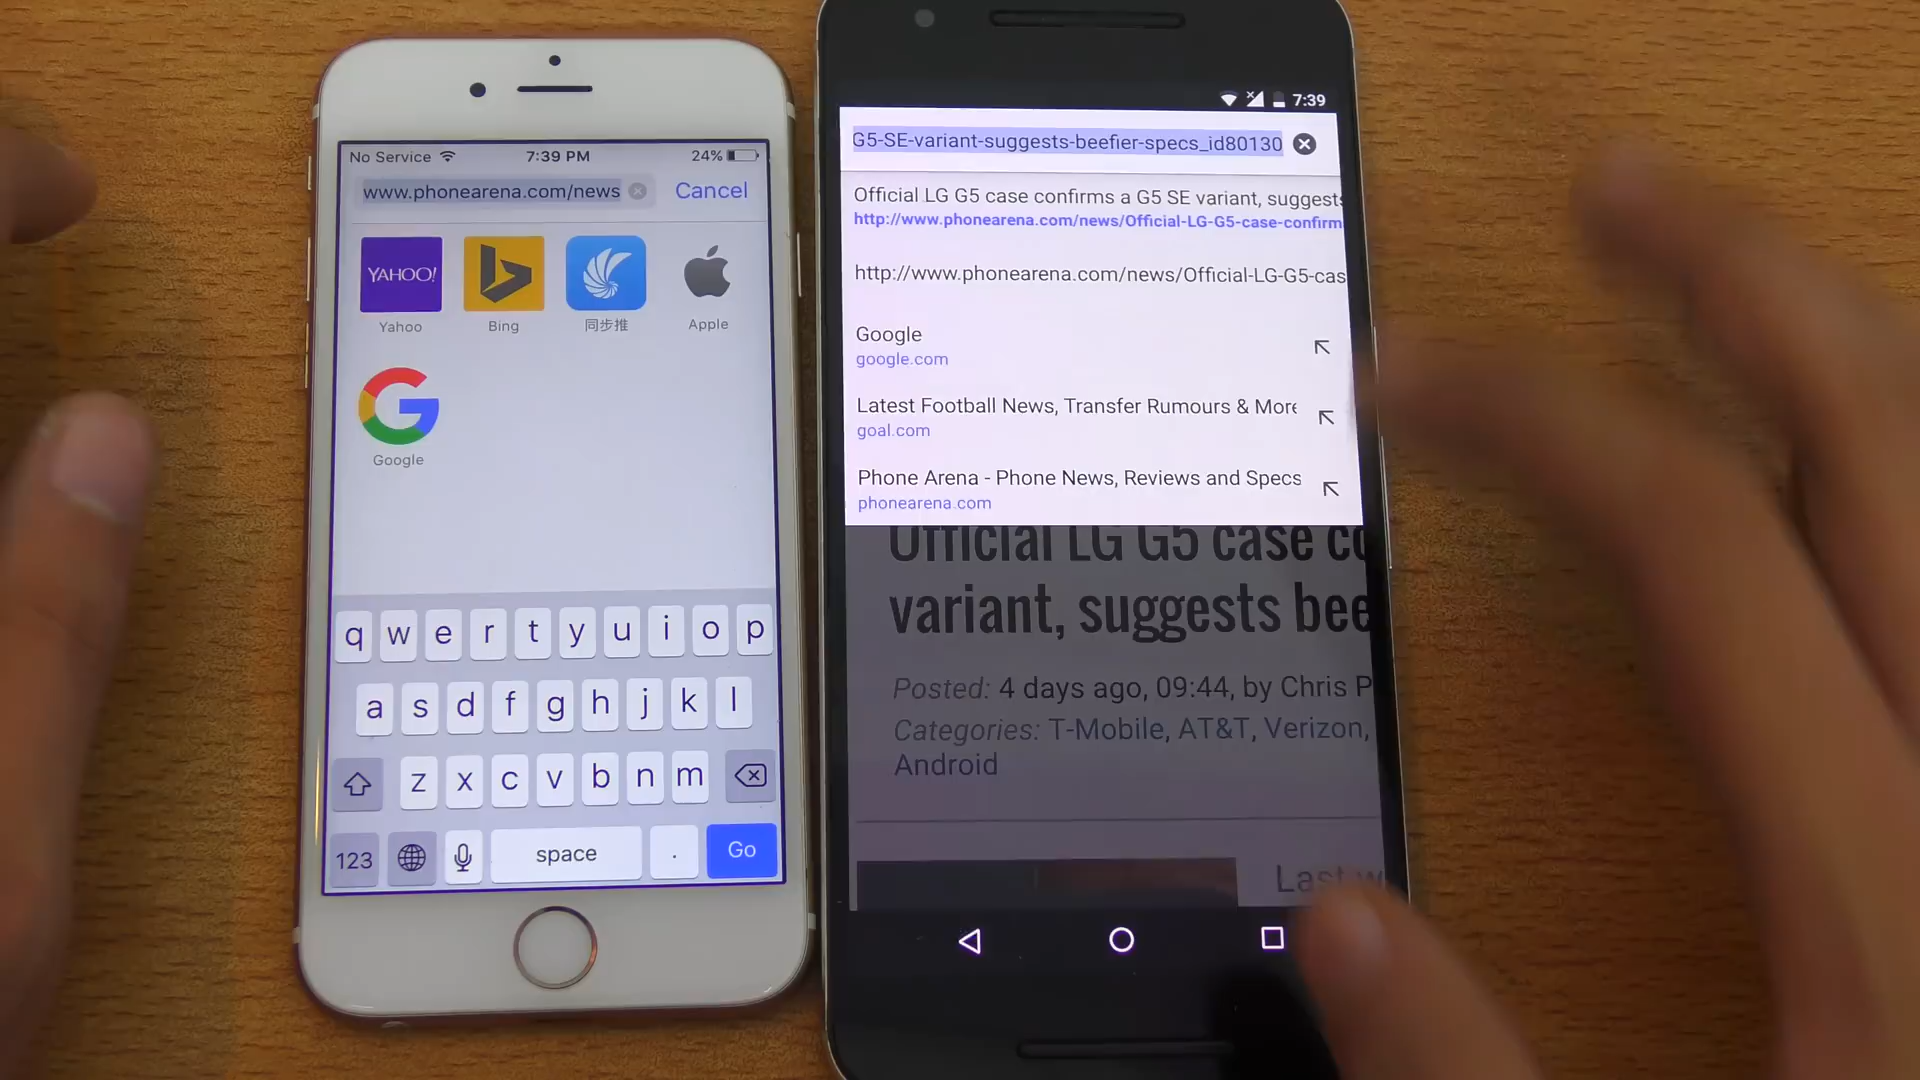 No Service
7:39 PM
24%
www.phonearena.com/news
Cancel
YAHOO!
Yahoo
Bing
同步推
Apple
Google
q w e r t y u i o p
a s d f g h j k l
z x c v b n m
123
space
.
Go
7:39
G5-SE-variant-suggests-beefier-specs_id80130
Official LG G5 case confirms a G5 SE variant, suggests
http://www.phonearena.com/news/Official-LG-G5-case-confirm
http://www.phonearena.com/news/Official-LG-G5-cas
Google
google.com
Latest Football News, Transfer Rumours & More
goal.com
Phone Arena - Phone News, Reviews and Specs
phonearena.com
Official LG G5 case co
variant, suggests bee
Posted: 4 days ago, 09:44, by Chris P
Categories: T-Mobile, AT&T, Verizon,
Android
Last w